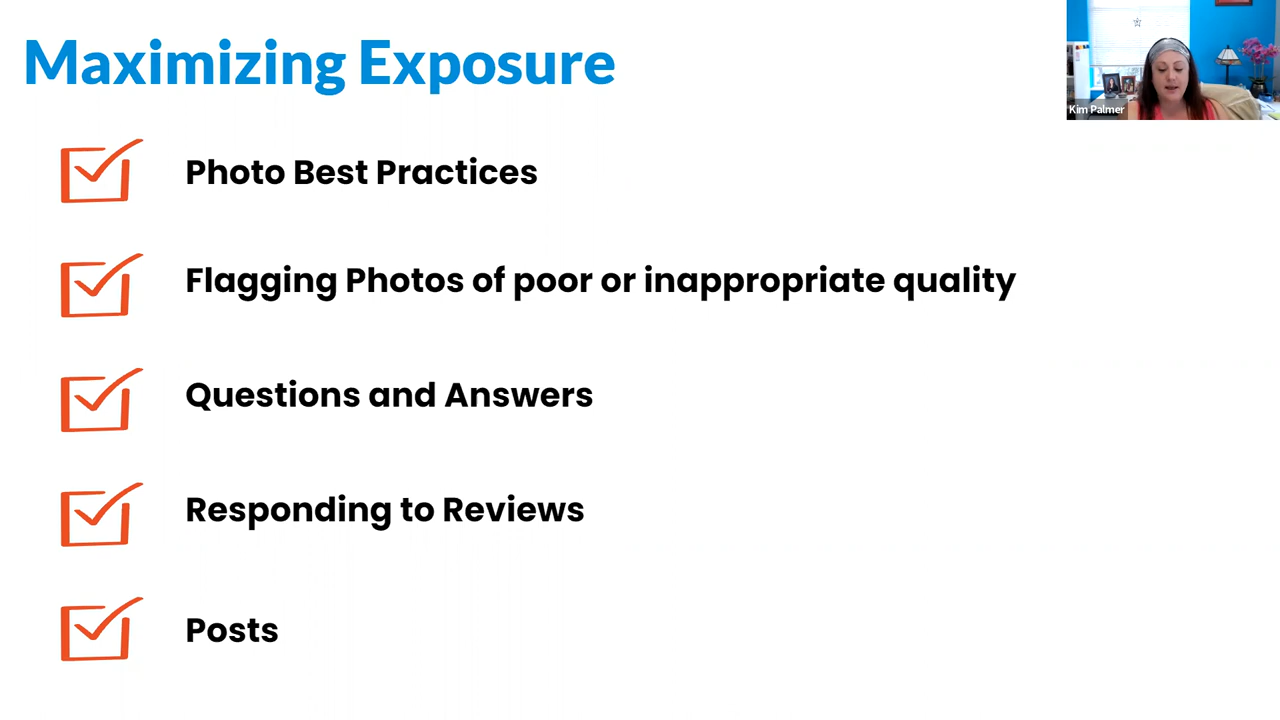 Maximizing Exposure
Kim Palmer
Photo Best Practices
Flagging Photos of poor or inappropriate quality
Questions and Answers
Responding to Reviews
Posts